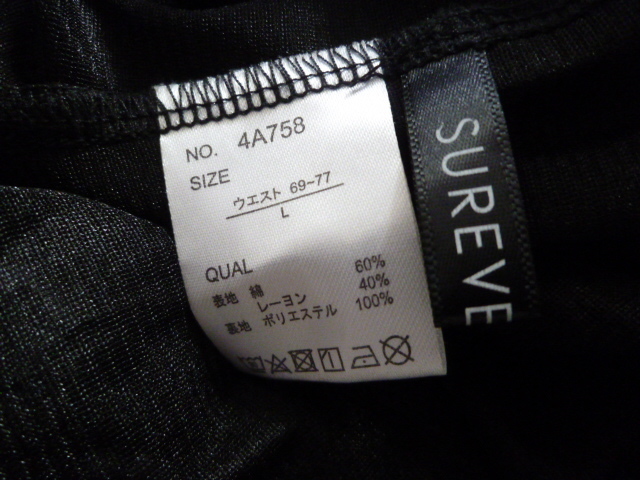 NO. 4A758
SIZE
ウエスト 69-77
L
QUAL
表地 綿 60%
レーヨン 40%
裏地 ポリエステル 100%
SUREVE